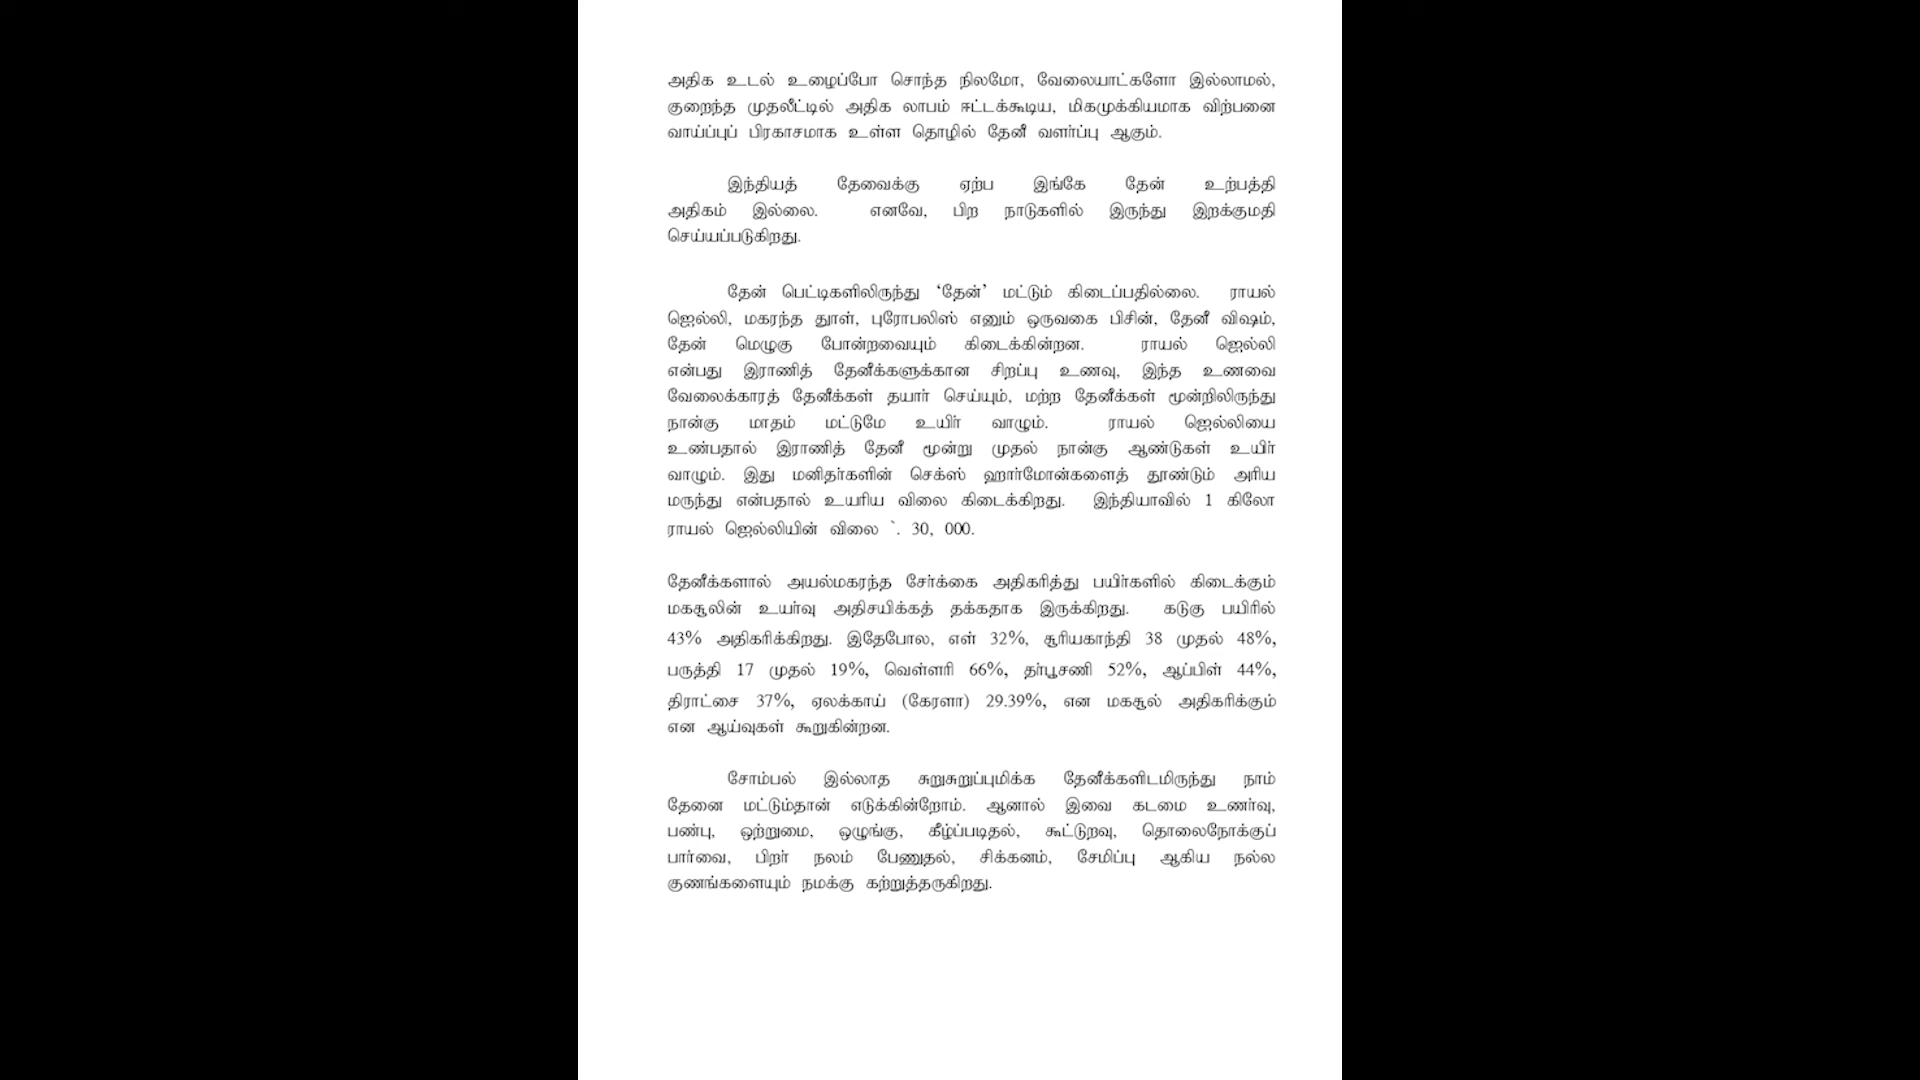 அதிக உடல் உழைப்போ சொந்த நிலமோ, வேலையாட்களோ இல்லாமல்,
குறைந்த முதலீட்டில் அதிக லாபம் ஈட்டக்கூடிய, மிகமுக்கியமாக விற்பனை
வாய்ப்புப் பிரகாசமாக உள்ள தொழில் தேனீ வளர்ப்பு ஆகும்.
இந்தியத் தேவைக்கு ஏற்ப இங்கே தேன் உற்பத்தி
அதிகம் இல்லை. எனவே, பிற நாடுகளில் இருந்து இறக்குமதி
செய்யப்படுகிறது.
தேன் பெட்டிகளிலிருந்து ‘தேன்’ மட்டும் கிடைப்பதில்லை. ராயல்
ஜெல்லி, மகரந்த தூள், புரோபலிஸ் எனும் ஒருவகை பிசின், தேனீ விஷம்,
தேன் மெழுகு போன்றவையும் கிடைக்கின்றன. ராயல் ஜெல்லி
என்பது இராணித் தேனீக்களுக்கான சிறப்பு உணவு, இந்த உணவை
வேலைக்காரத் தேனீக்கள் தயார் செய்யும், மற்ற தேனீக்கள் மூன்றிலிருந்து
நான்கு மாதம் மட்டுமே உயிர் வாழும். ராயல் ஜெல்லியை
உண்பதால் இராணித் தேனீ மூன்று முதல் நான்கு ஆண்டுகள் உயிர்
வாழும். இது மனிதர்களின் செக்ஸ் ஹார்மோன்களைத் தூண்டும் அரிய
மருந்து என்பதால் உயரிய விலை கிடைக்கிறது. இந்தியாவில் 1 கிலோ
ராயல் ஜெல்லியின் விலை `. 30, 000.
தேனீக்களால் அயல்மகரந்த சேர்க்கை அதிகரித்து பயிர்களில் கிடைக்கும்
மகசூலின் உயர்வு அதிசயிக்கத் தக்கதாக இருக்கிறது. கடுகு பயிரில்
43% அதிகரிக்கிறது. இதேபோல, எள் 32%, சூரியகாந்தி 38 முதல் 48%,
பருத்தி 17 முதல் 19%, வெள்ளரி 66%, தர்பூசணி 52%, ஆப்பிள் 44%,
திராட்சை 37%, ஏலக்காய் (கேரளா) 29.39%, என மகசூல் அதிகரிக்கும்
என ஆய்வுகள் கூறுகின்றன.
சோம்பல் இல்லாத சுறுசுறுப்புமிக்க தேனீக்களிடமிருந்து நாம்
தேனை மட்டும்தான் எடுக்கின்றோம். ஆனால் இவை கடமை உணர்வு,
பண்பு, ஒற்றுமை, ஒழுங்கு, கீழ்ப்படிதல், கூட்டுறவு, தொலைநோக்குப்
பார்வை, பிறர் நலம் பேணுதல், சிக்கனம், சேமிப்பு ஆகிய நல்ல
குணங்களையும் நமக்கு கற்றுத்தருகிறது.